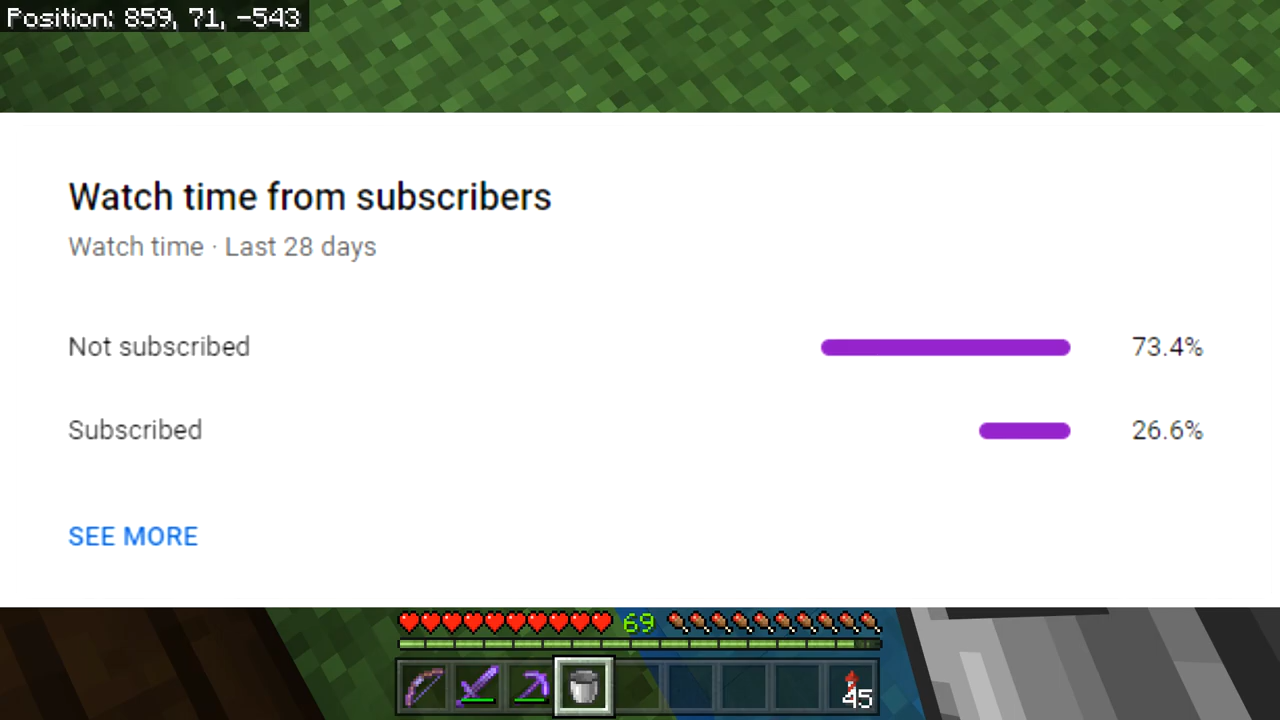 Position: 859, 71, -543
Watch time from subscribers
Watch time · Last 28 days
Not subscribed 73.4%
Subscribed 26.6%
SEE MORE
69
45